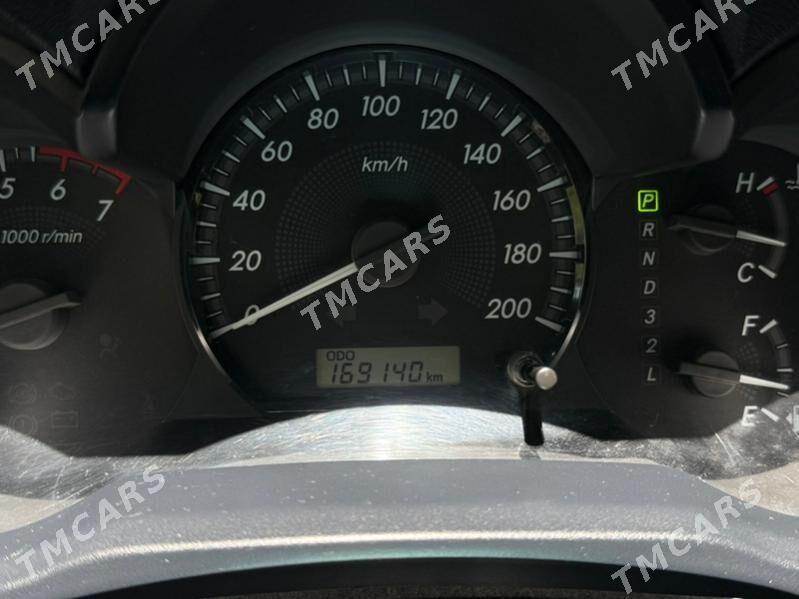 TMCARS
TMCARS
5
6
7
1000 r/min
0
20
40
60
80
100
120
140
160
180
200
km/h
TMCARS
ODO
169140 km
P
R
N
D
3
2
L
H
C
F
E
TMCARS
TMCARS